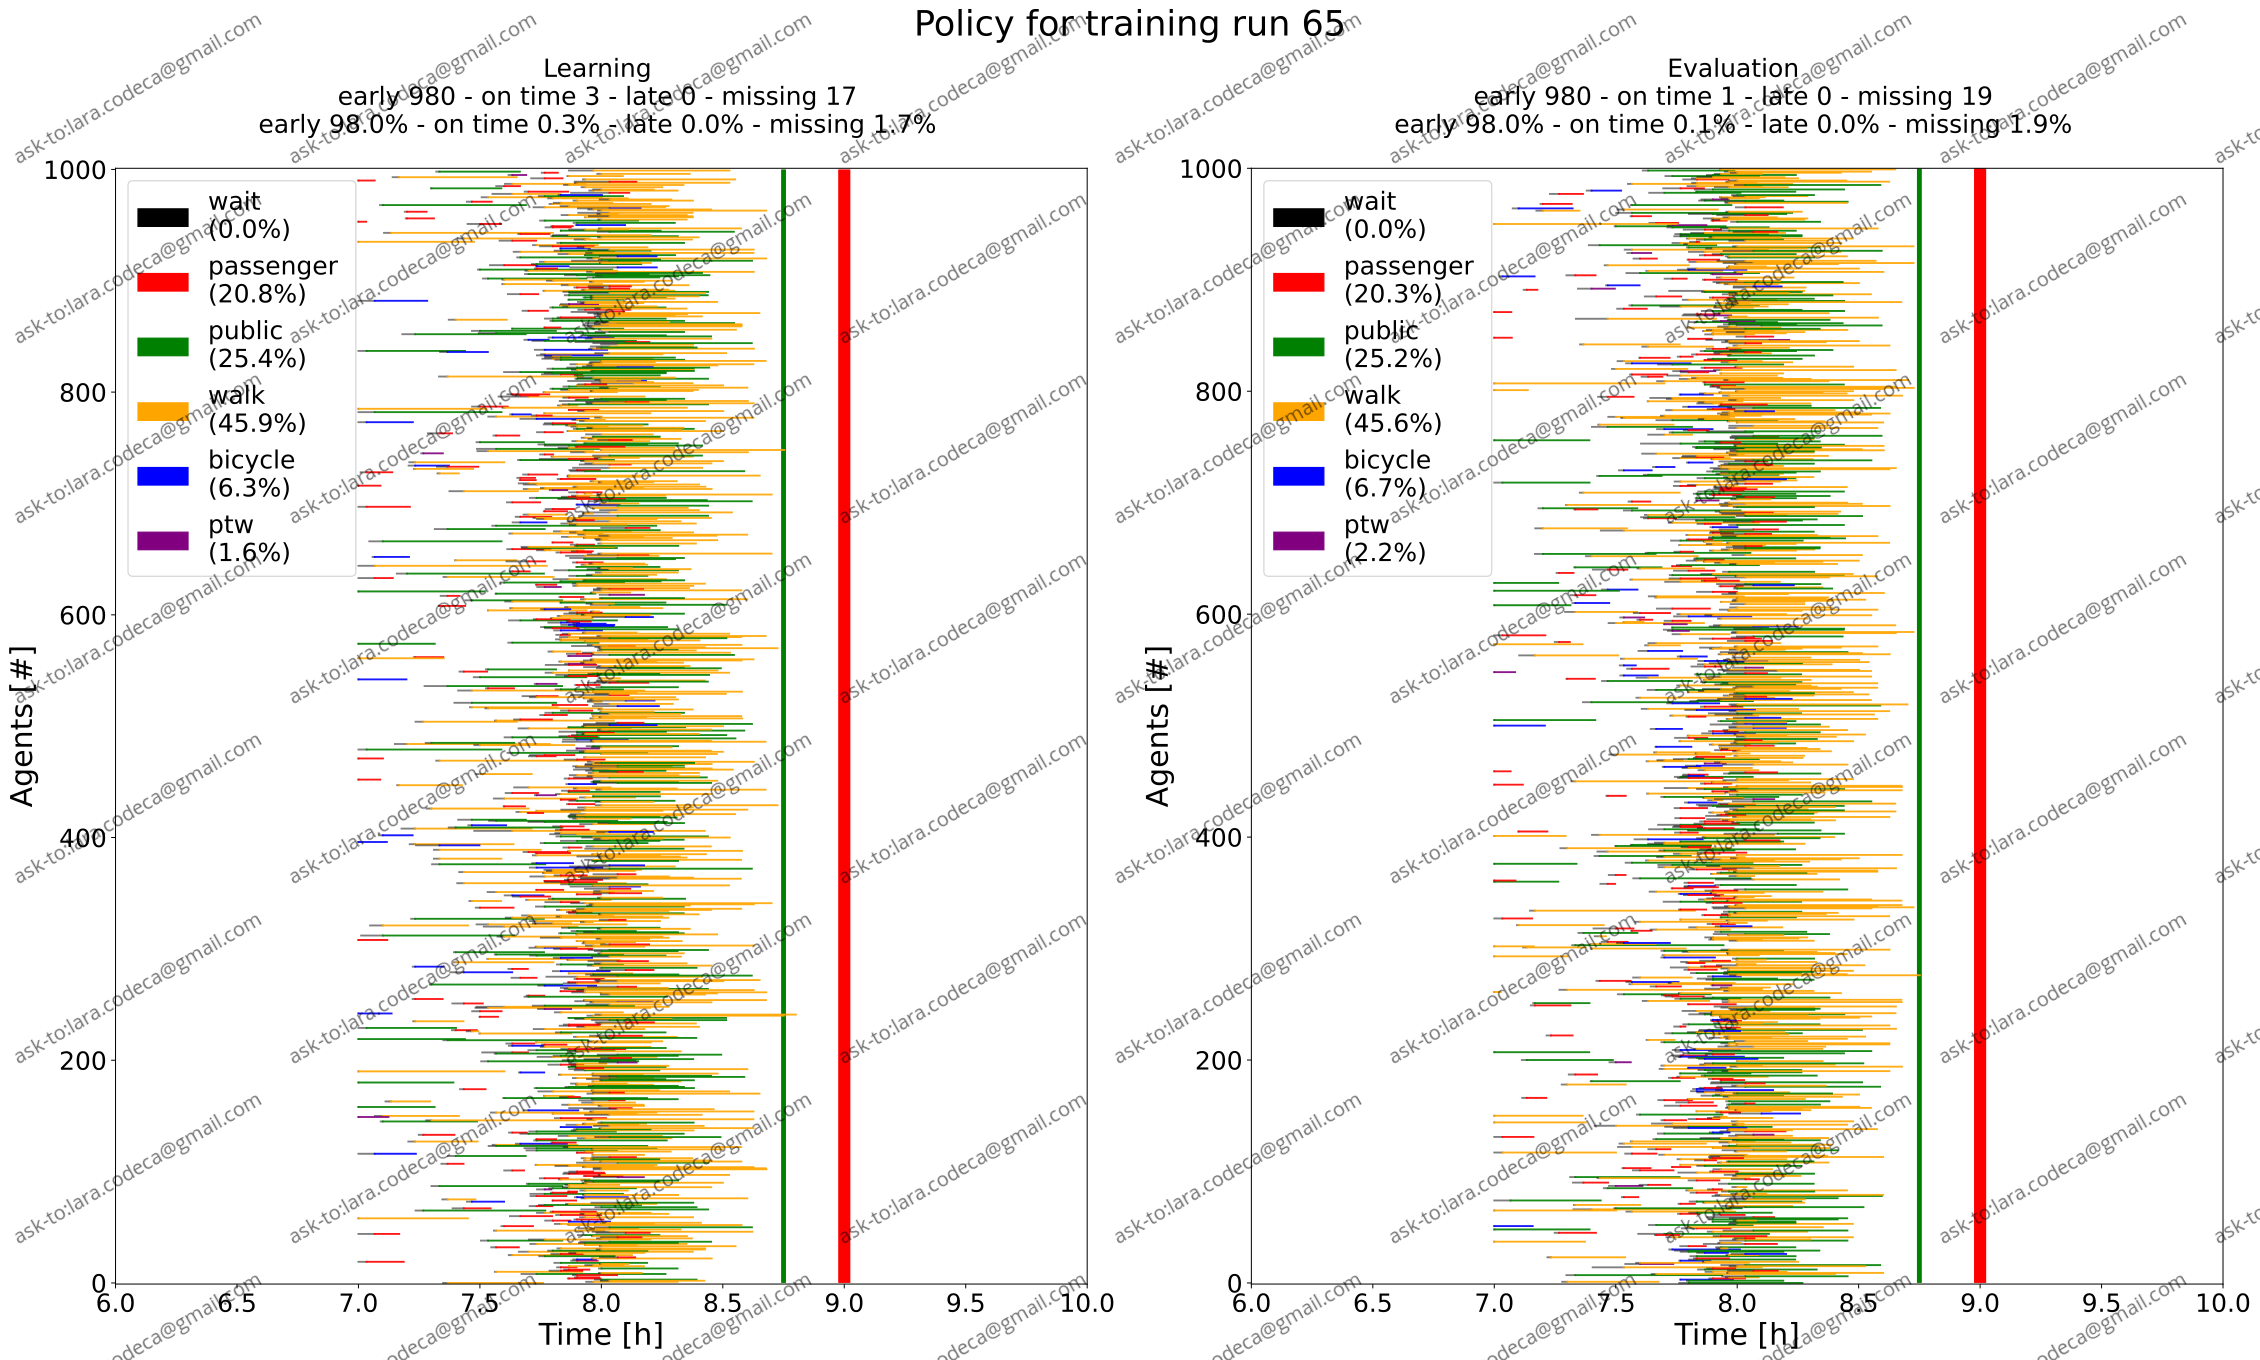 Policy for training run 65
Learning
early 980 - on time 3 - late 0 - missing 17
early 98.0% - on time 0.3% - late 0.0% - missing 1.7%
1000
800
600
400
200
0
Agents [#]
wait
(0.0%)
passenger
(20.8%)
public
(25.4%)
walk
(45.9%)
bicycle
(6.3%)
ptw
(1.6%)
6.0 6.5 7.0 7.5 8.0 8.5 9.0 9.5 10.0
Time [h]
Evaluation
early 980 - on time 1 - late 0 - missing 19
early 98.0% - on time 0.1% - late 0.0% - missing 1.9%
1000
800
600
400
200
0
Agents [#]
wait
(0.0%)
passenger
(20.3%)
public
(25.2%)
walk
(45.6%)
bicycle
(6.7%)
ptw
(2.2%)
6.0 6.5 7.0 7.5 8.0 8.5 9.0 9.5 10.0
Time [h]
ask-to:lara.codeca@gmail.com